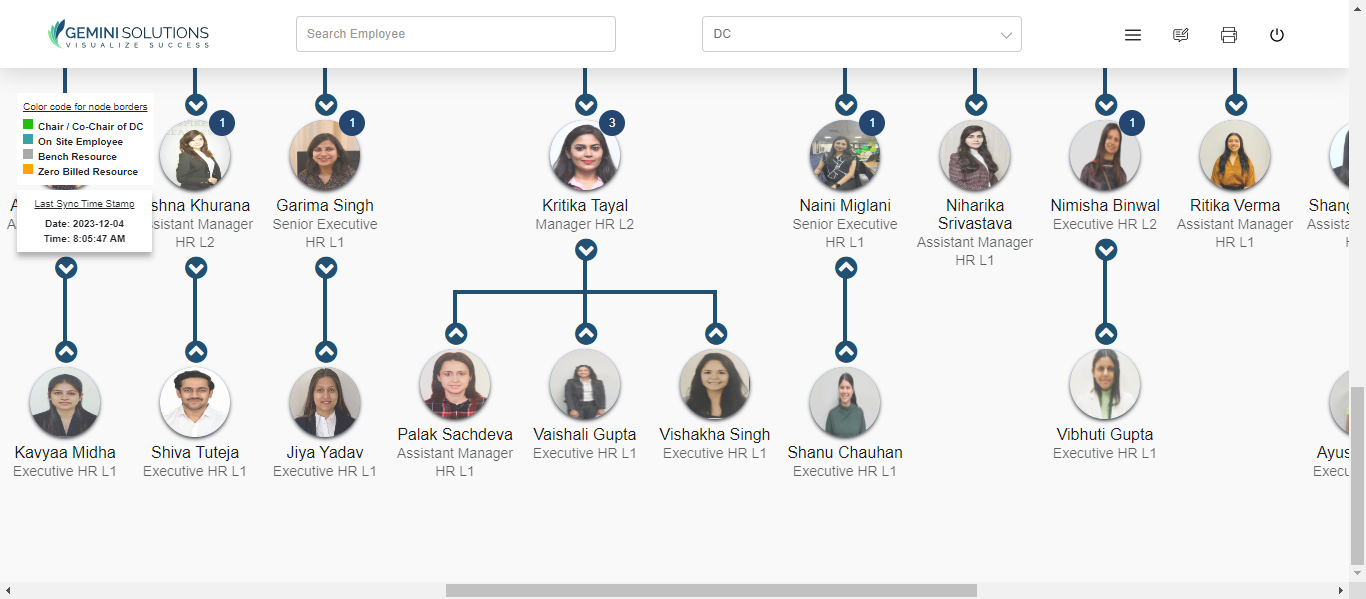 GEMINI SOLUTIONS
VISUALIZE SUCCESS
Search Employee
DC
Color code for node borders
Chair / Co-Chair of DC
On Site Employee
Bench Resource
Zero Billed Resource
Last Sync Time Stamp
Date: 2023-12-04
Time: 8:05:47 AM
1
shna Khurana
ssistant Manager
HR L2
1
Garima Singh
Senior Executive
HR L1
3
Kritika Tayal
Manager HR L2
1
Naini Miglani
Senior Executive
HR L1
Niharika
Srivastava
Assistant Manager
HR L1
1
Nimisha Binwal
Executive HR L2
Ritika Verma
Assistant Manager
HR L1
Shang
Assista
Kavyaa Midha
Executive HR L1
Shiva Tuteja
Executive HR L1
Jiya Yadav
Executive HR L1
Palak Sachdeva
Assistant Manager
HR L1
Vaishali Gupta
Executive HR L1
Vishakha Singh
Executive HR L1
Shanu Chauhan
Executive HR L1
Vibhuti Gupta
Executive HR L1
Ayus
Execu